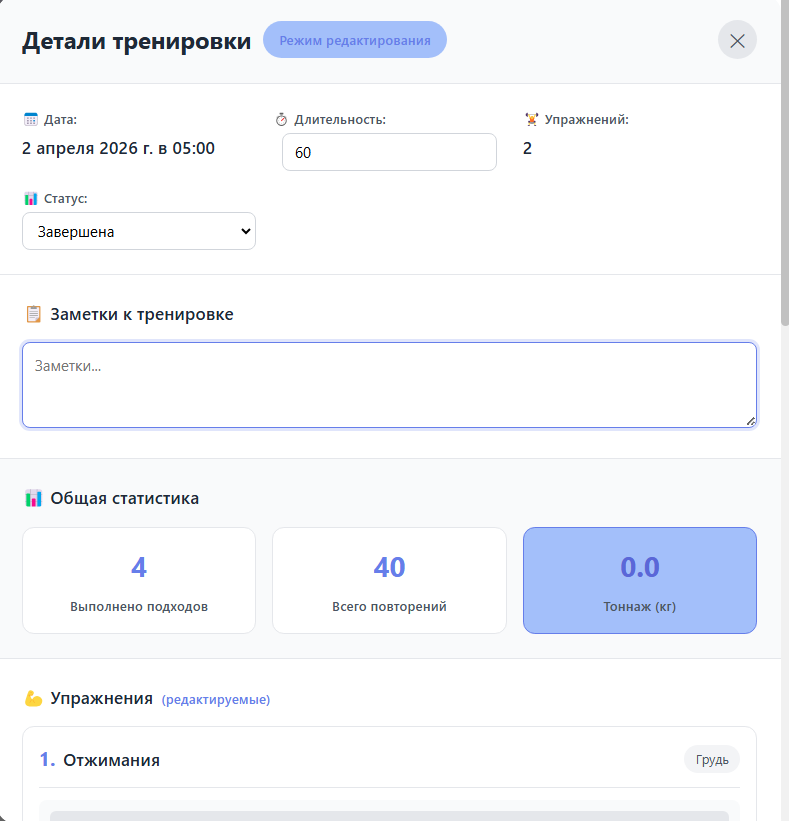 Детали тренировки Режим редактирования
Дата: Длительность: Упражнений:
2 апреля 2026 г. в 05:00 60 2
Статус:
Завершена
Заметки к тренировке
Заметки...
Общая статистика
4 40 0.0
Выполнено подходов Всего повторений Тоннаж (кг)
Упражнения (редактируемые)
1. Отжимания Грудь